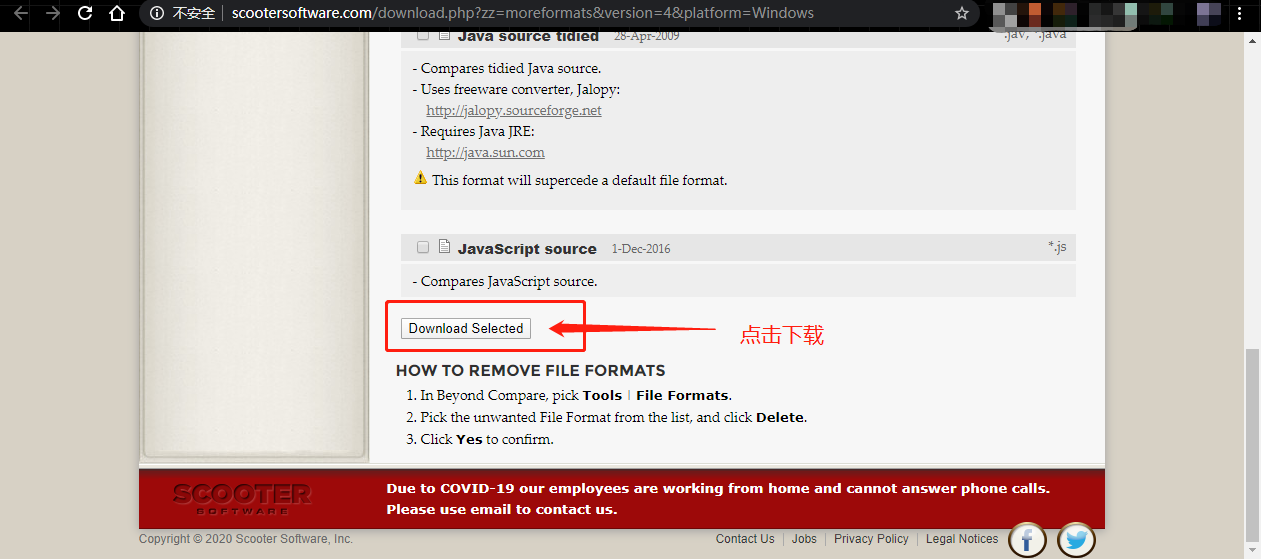 不安全 scootersoftware.com/download.php?zz=moreformats&version=4&platform=Windows
Java source tidied 28-Apr-2009 *.jav, *.java
- Compares tidied Java source.
- Uses freeware converter, Jalopy:
http://jalopy.sourceforge.net
- Requires Java JRE:
http://java.sun.com
This format will supercede a default file format.
JavaScript source 1-Dec-2016 *.js
- Compares JavaScript source.
Download Selected
点击下载
HOW TO REMOVE FILE FORMATS
1. In Beyond Compare, pick Tools | File Formats.
2. Pick the unwanted File Format from the list, and click Delete.
3. Click Yes to confirm.
SCOOTER
SOFTWARE
Due to COVID-19 our employees are working from home and cannot answer phone calls.
Please use email to contact us.
Copyright © 2020 Scooter Software, Inc.
Contact Us | Jobs | Privacy Policy | Legal Notices